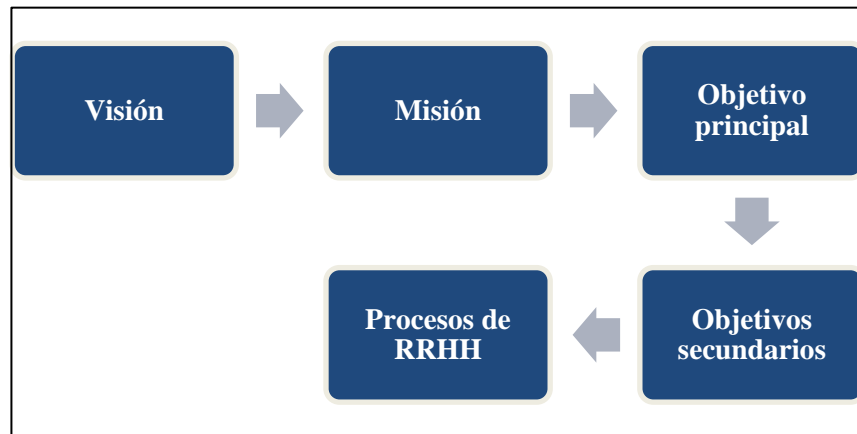 Visión
Misión
Objetivo
principal
Objetivos
secundarios
Procesos de
RRHH